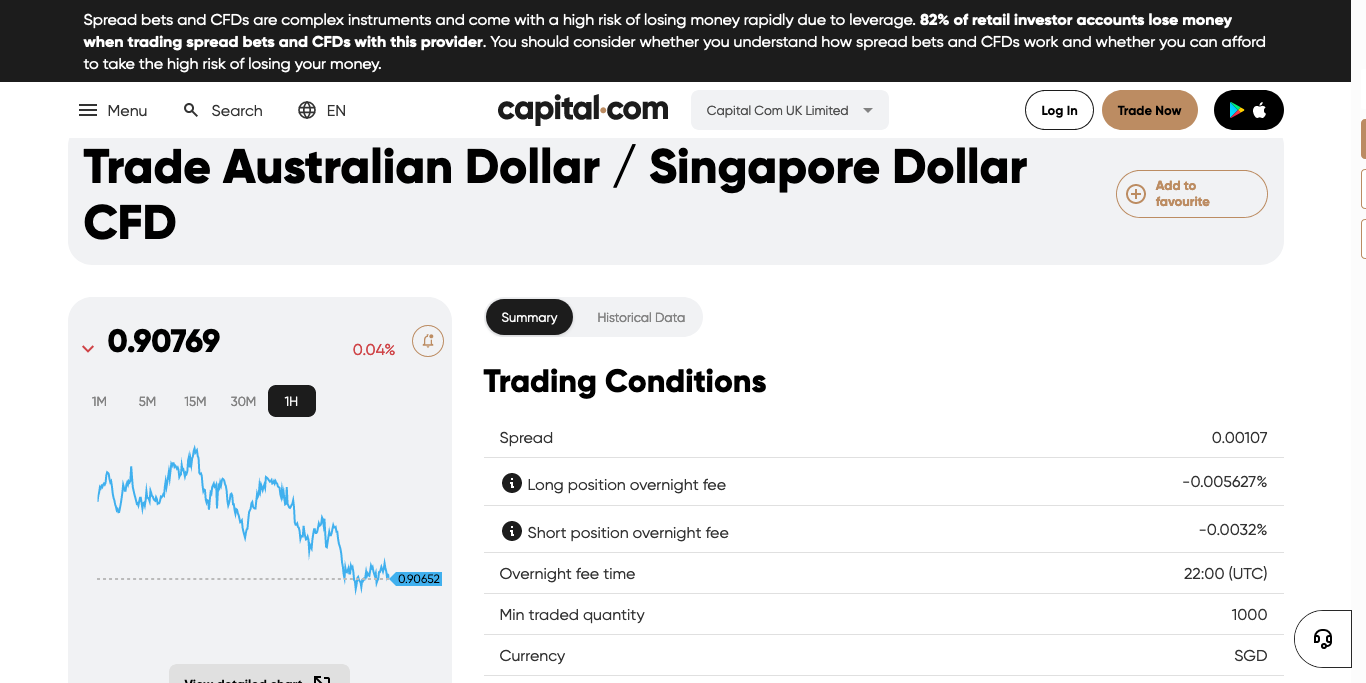 Spread bets and CFDs are complex instruments and come with a high risk of losing money rapidly due to leverage. 82% of retail investor accounts lose money
when trading spread bets and CFDs with this provider. You should consider whether you understand how spread bets and CFDs work and whether you can afford
to take the high risk of losing your money.
Menu Search EN capital.com Capital Com UK Limited Log In Trade Now
Trade Australian Dollar / Singapore Dollar
CFD
Add to
favourite
0.90769 0.04%
1M 5M 15M 30M 1H
0.90652
View detailed chart
Summary Historical Data
Trading Conditions
Spread 0.00107
Long position overnight fee -0.005627%
Short position overnight fee -0.0032%
Overnight fee time 22:00 (UTC)
Min traded quantity 1000
Currency SGD